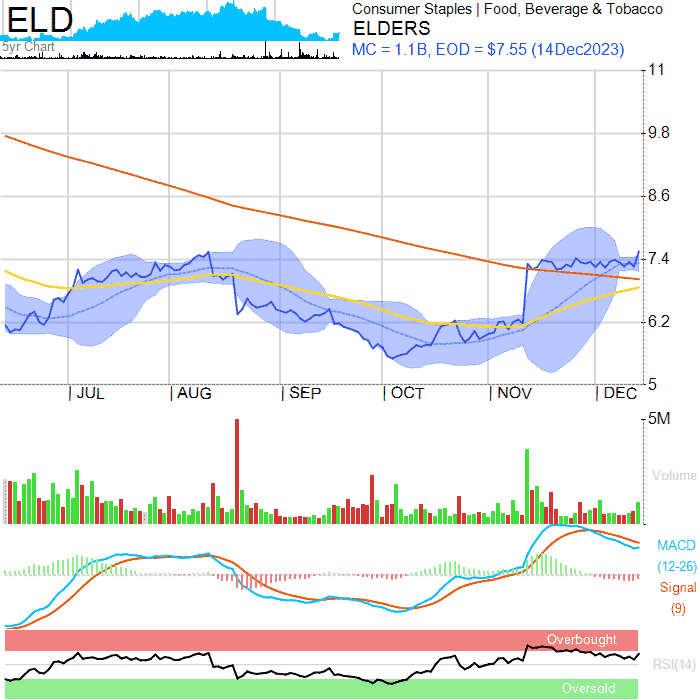 ELD
5yr Chart
Consumer Staples | Food, Beverage & Tobacco
ELDERS
MC = 1.1B, EOD = $7.55 (14Dec2023)
11
9.8
8.6
7.4
6.2
5
| JUL | AUG | SEP | OCT | NOV | DEC
5M
Volume
MACD
(12-26)
Signal
(9)
Overbought
RSI(14)
Oversold